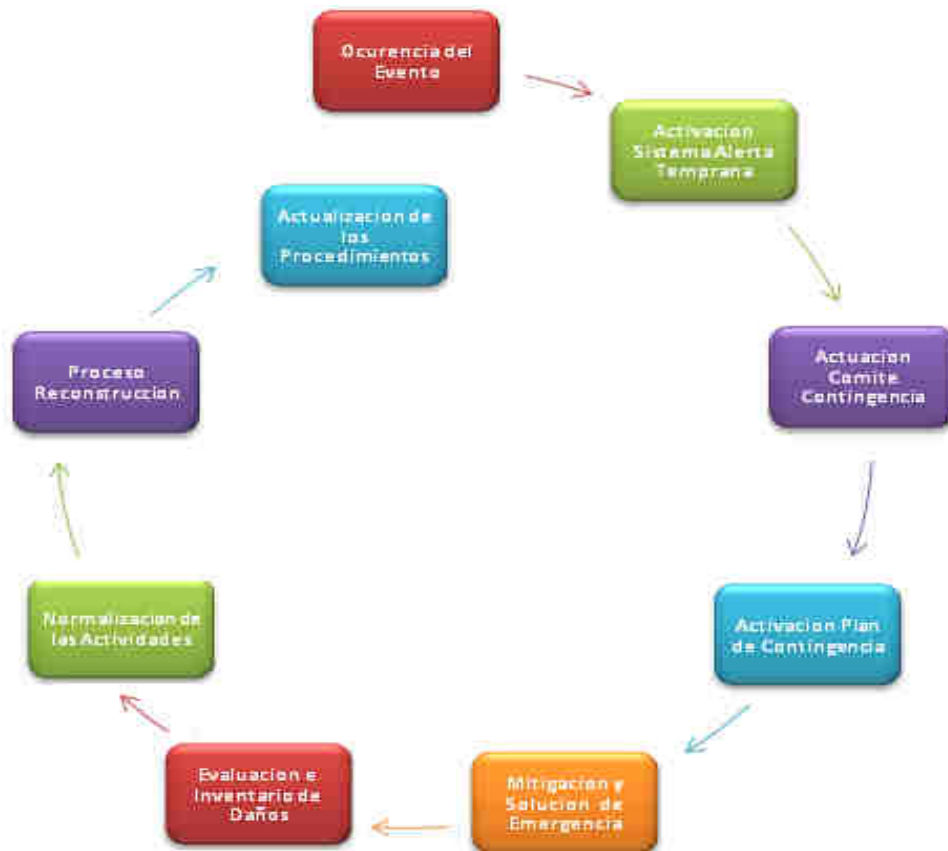 Ocurencia del
Evento
Activacion
Sistema Alerta
Temprana
Actuacion
Comite
Contingencia
Activacion Plan
de Contingencia
Mitigacion y
Solucion de
Emergencia
Evaluacion e
Inventario de
Daños
Normalizacion de
las Actividades
Proceso
Reconstruccion
Actualizacion de
los
Procedimientos